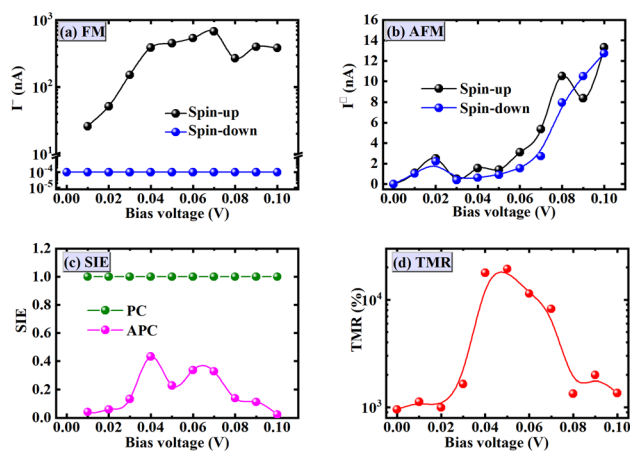 (a) FM
I⁻ (nA)
10³
10²
10¹
10⁻⁴
10⁻⁵
Spin-up
Spin-down
0.00 0.02 0.04 0.06 0.08 0.10
Bias voltage (V)
(b) AFM
I□ (nA)
16
14
12
10
8
6
4
2
0
Spin-up
Spin-down
0.00 0.02 0.04 0.06 0.08 0.10
Bias voltage (V)
(c) SIE
SIE
1.2
1.0
0.8
0.6
0.4
0.2
0.0
PC
APC
0.00 0.02 0.04 0.06 0.08 0.10
Bias voltage (V)
(d) TMR
TMR (%)
10⁴
10³
0.00 0.02 0.04 0.06 0.08 0.10
Bias voltage (V)